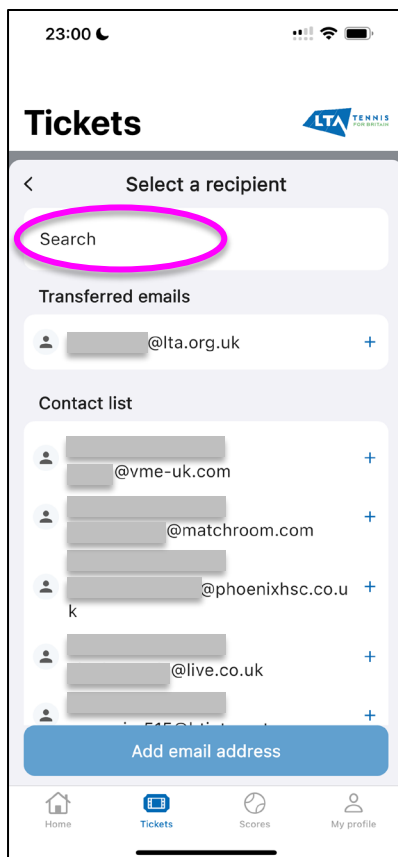 23:00
Tickets
LTA TENNIS
FOR BRITAIN
Select a recipient
Search
Transferred emails
@lta.org.uk
+
Contact list
@vme-uk.com
+
@matchroom.com
+
@phoenixhsc.co.u
k
+
@live.co.uk
+
+
Add email address
Home
Tickets
Scores
My profile